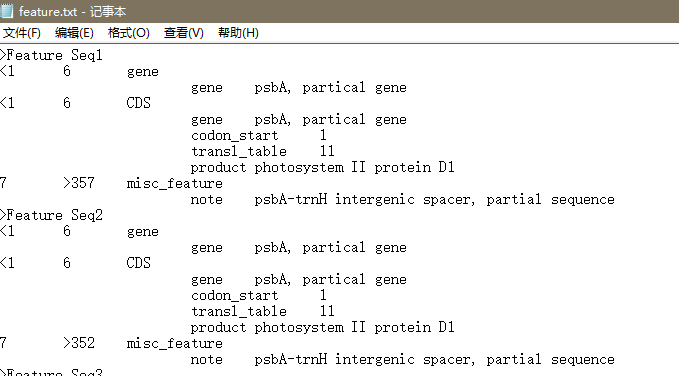 feature.txt - 记事本
文件(F) 编辑(E) 格式(O) 查看(V) 帮助(H)
>Feature Seq1
<1 6 gene
gene psbA, partical gene
<1 6 CDS
gene psbA, partical gene
codon_start 1
transl_table 11
product photosystem II protein D1
7 >357 misc_feature
note psbA-trnH intergenic spacer, partial sequence
>Feature Seq2
<1 6 gene
gene psbA, partical gene
<1 6 CDS
gene psbA, partical gene
codon_start 1
transl_table 11
product photosystem II protein D1
7 >352 misc_feature
note psbA-trnH intergenic spacer, partial sequence
>Feature Seq3